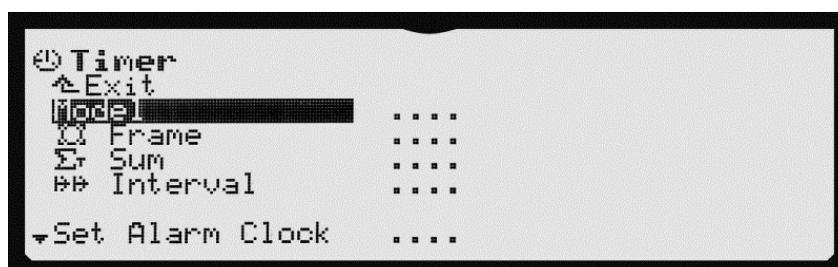 Timer
Exit
Model ....
Frame ....
Sum ....
Interval ....
Set Alarm Clock ....